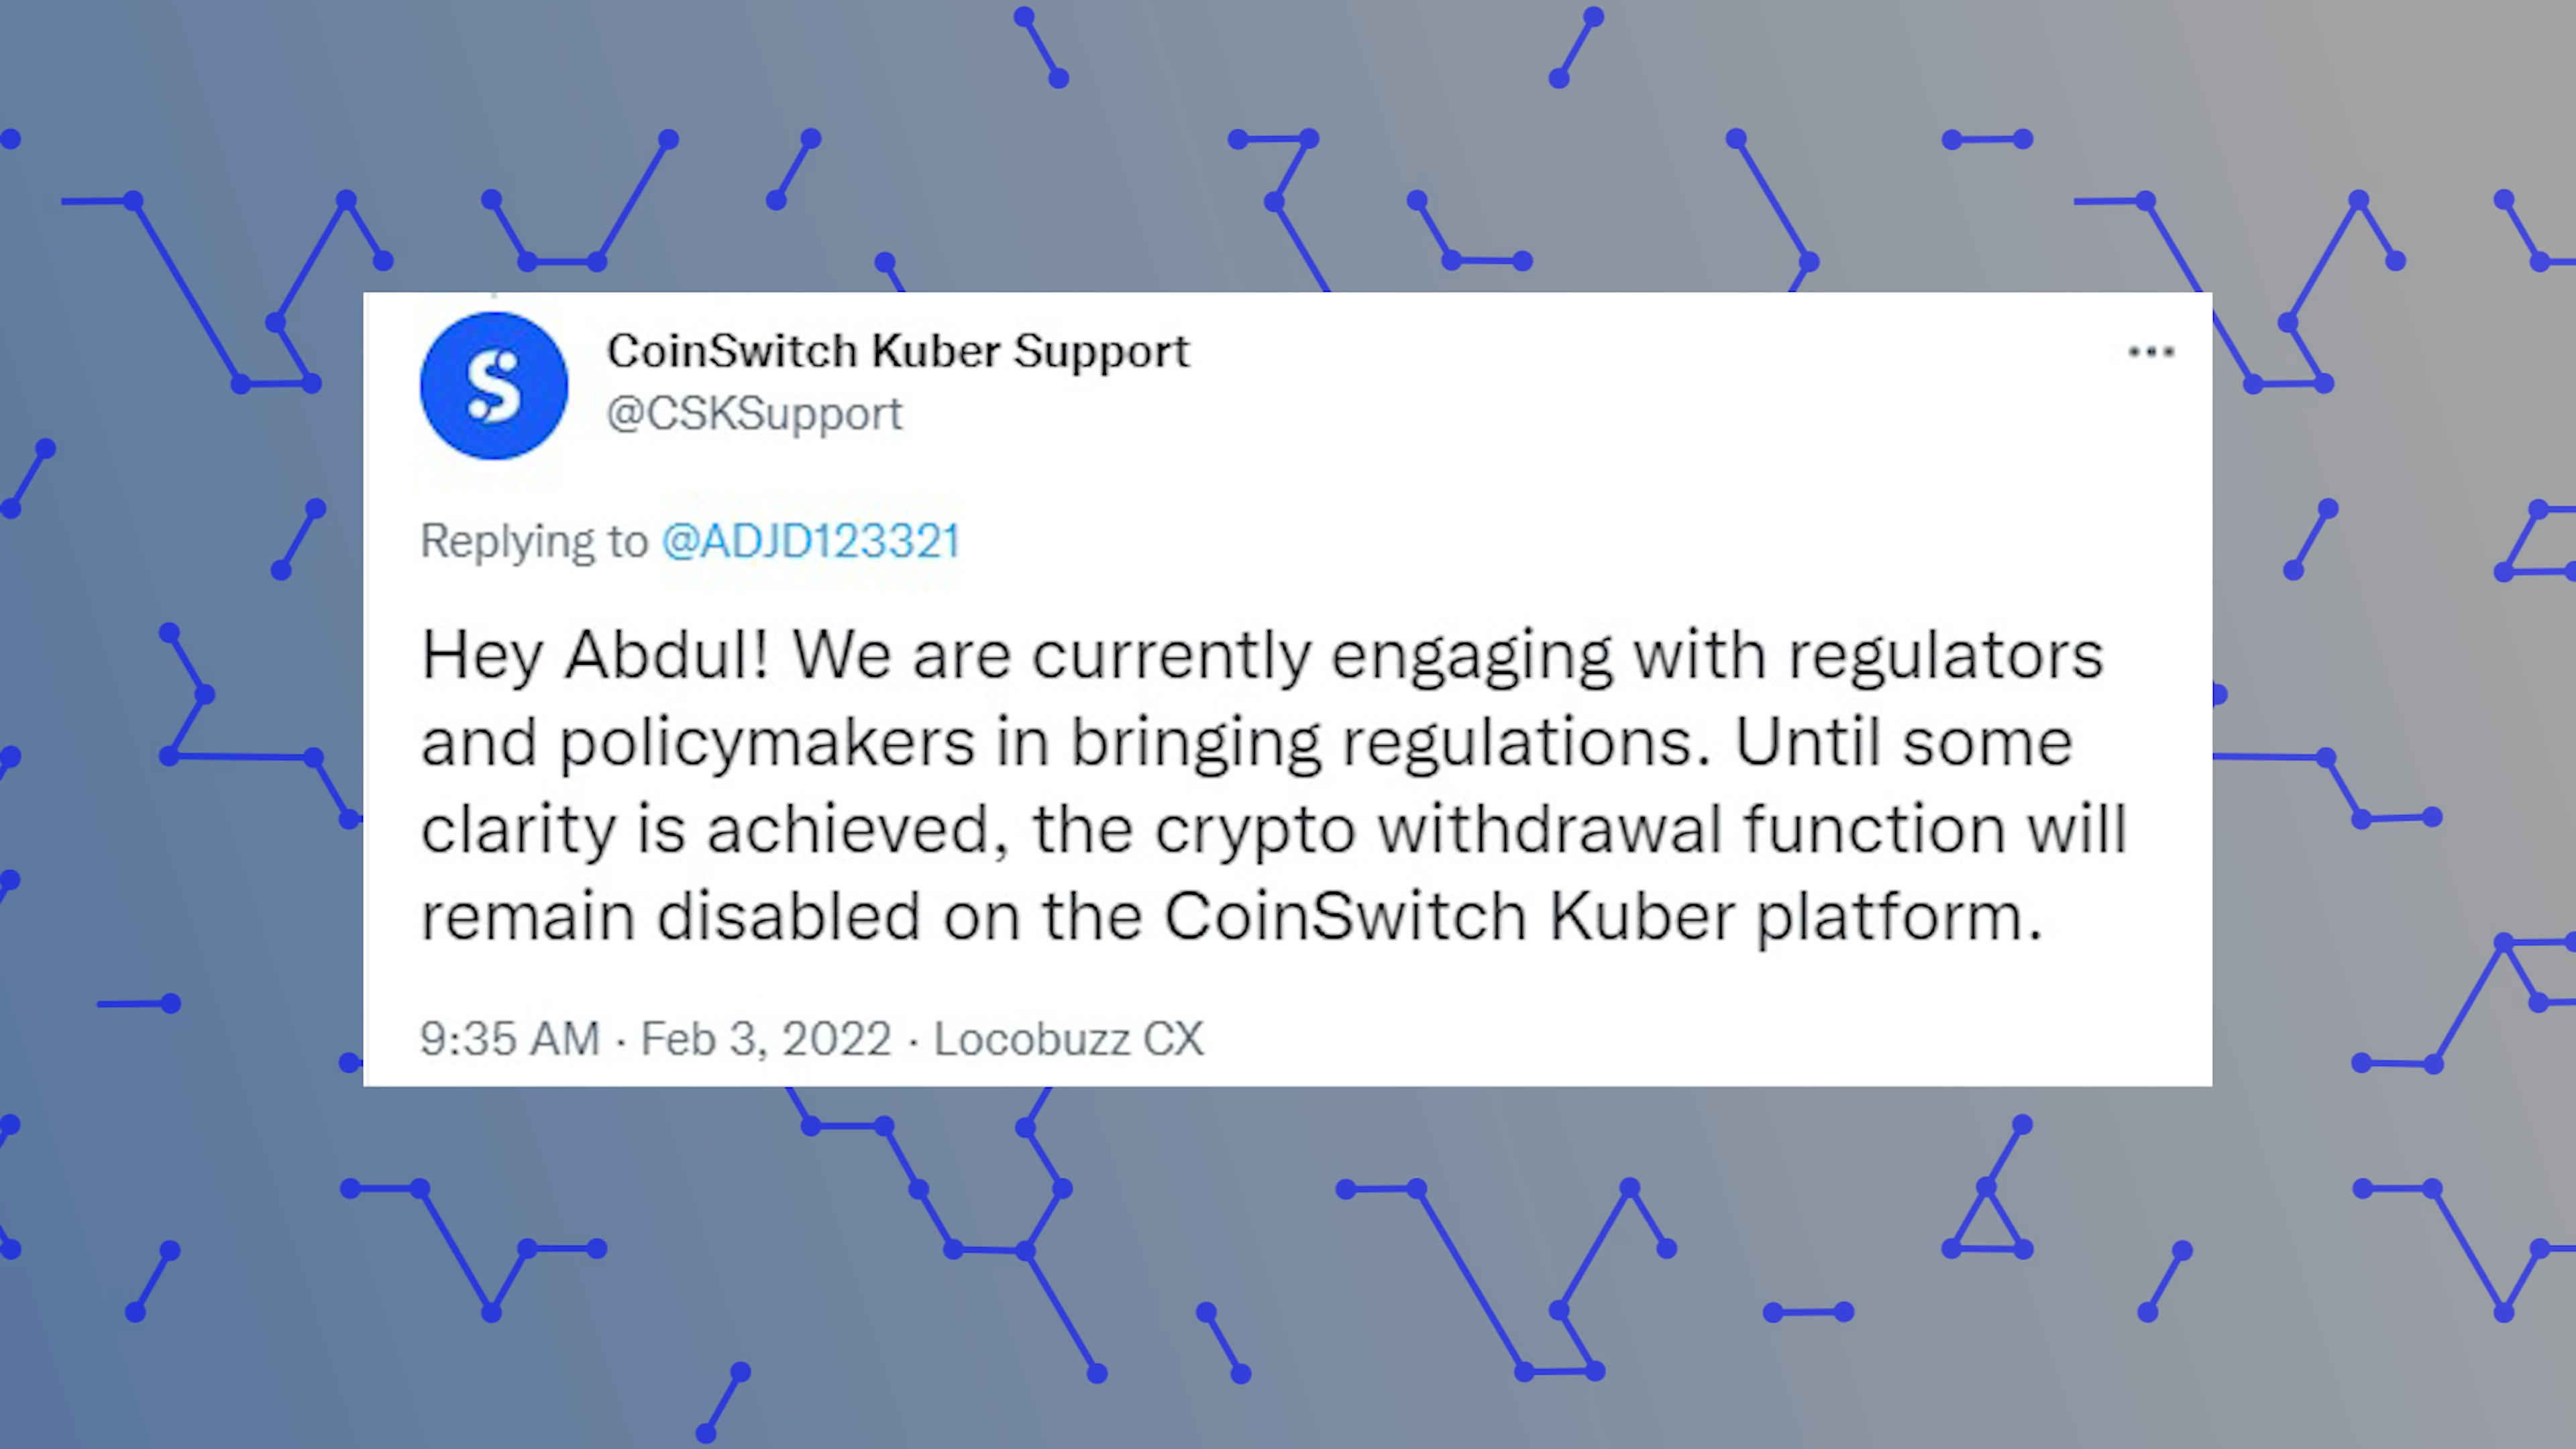 CoinSwitch Kuber Support
@CSKSupport
Replying to @ADJD123321
Hey Abdul! We are currently engaging with regulators
and policymakers in bringing regulations. Until some
clarity is achieved, the crypto withdrawal function will
remain disabled on the CoinSwitch Kuber platform.
9:35 AM · Feb 3, 2022 · Locobuzz CX